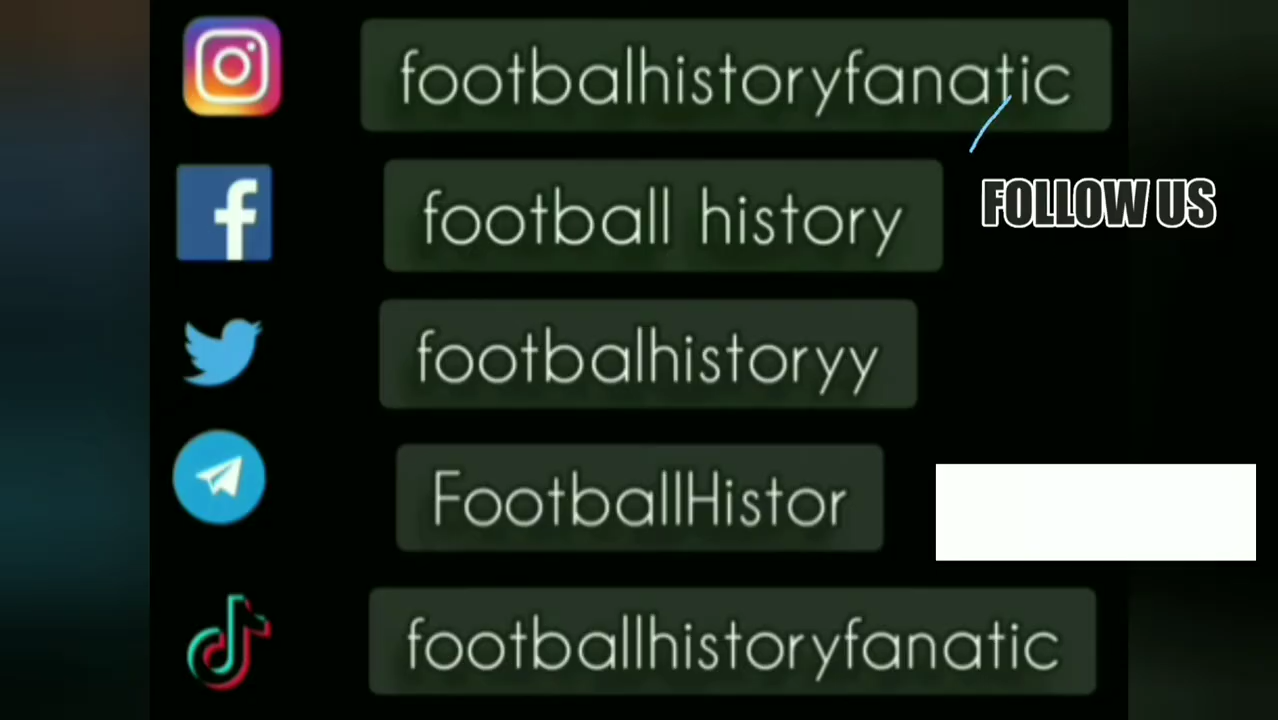 footbalhistoryfanatic
football history
FOLLOW US
footbalhistoryy
FootballHistor
footballhistoryfanatic